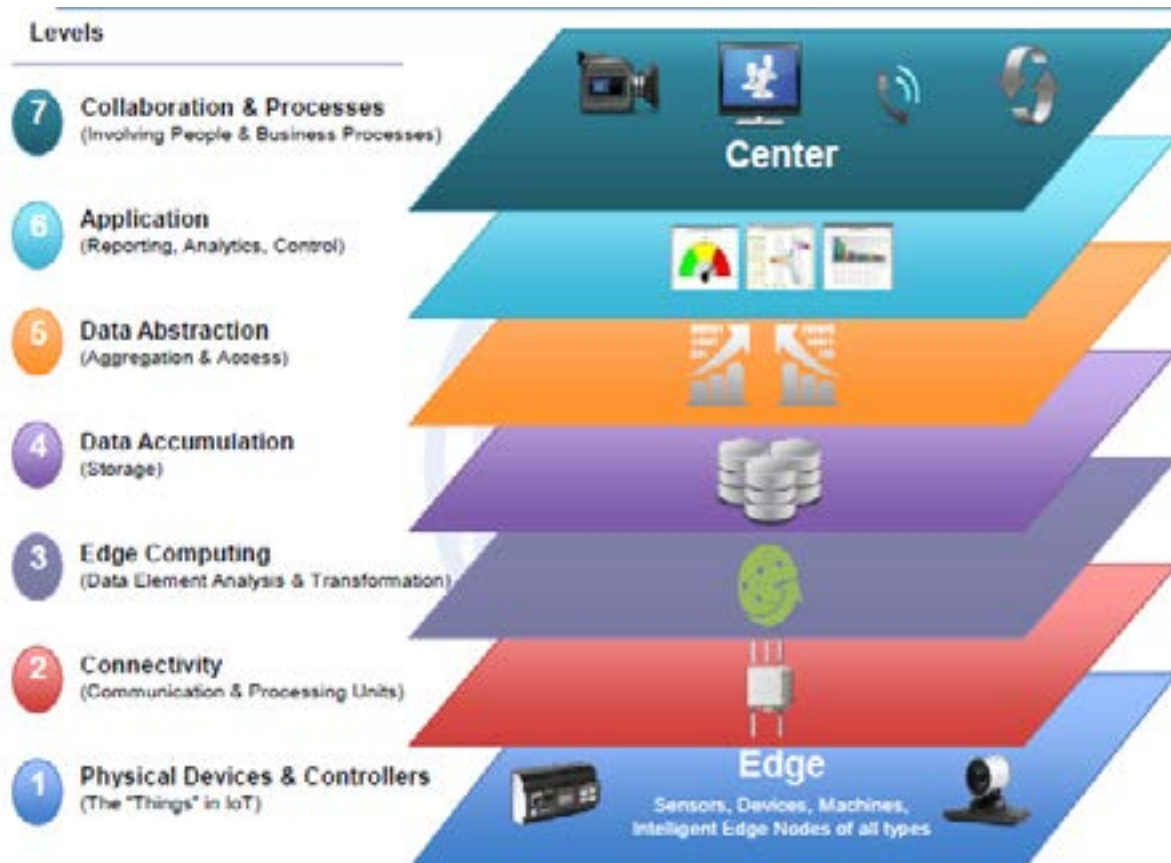 Levels
7
Collaboration & Processes
(Involving People & Business Processes)
Center
6
Application
(Reporting, Analytics, Control)
5
Data Abstraction
(Aggregation & Access)
4
Data Accumulation
(Storage)
3
Edge Computing
(Data Element Analysis & Transformation)
2
Connectivity
(Communication & Processing Units)
1
Physical Devices & Controllers
(The "Things" in IoT)
Edge
Sensors, Devices, Machines,
Intelligent Edge Nodes of all types